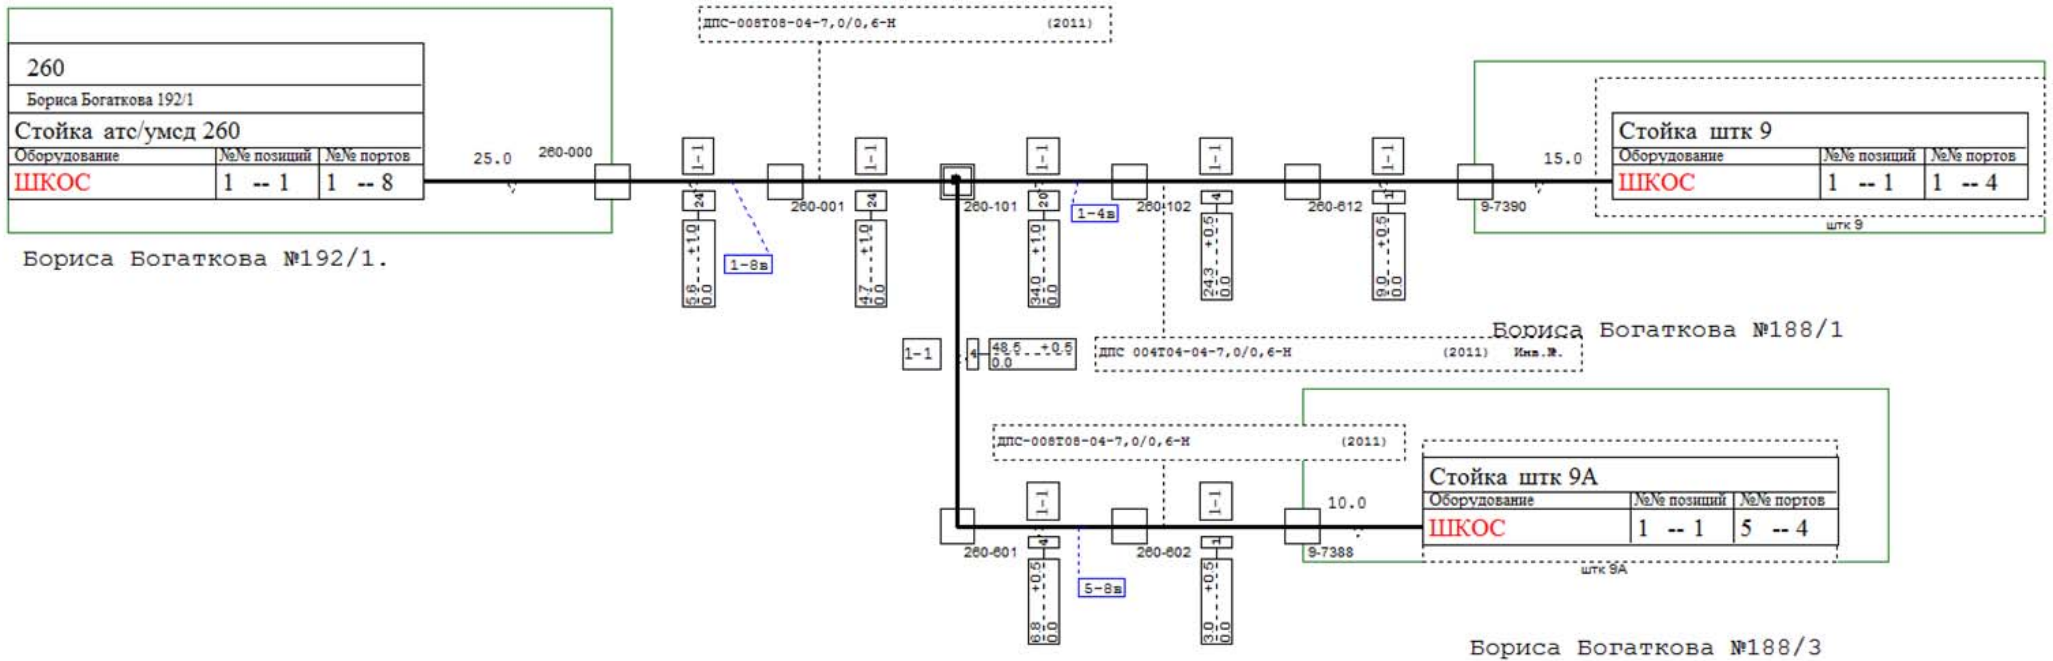 ДПС-008Т08-04-7,0/0,6-Н (2011)
260
Бориса Богаткова 192/1
Стойка атс/умсд 260
Оборудование №№ позиций №№ портов
ШКОС 1 -- 1 1 -- 8
25.0
260-000
1-1
1-1
1-1
1-1
1-1
15.0
Стойка штк 9
Оборудование №№ позиций №№ портов
ШКОС 1 -- 1 1 -- 4
штк 9
24
260-001
24
260-101
20
1-4в
260-102
4
260-612
1
9-7390
5.6 +1.0
0.0
1-8в
4.7 +1.0
0.0
34.0 +1.0
0.0
24.3 +0.5
0.0
9.0 +0.5
0.0
Бориса Богаткова №192/1.
Бориса Богаткова №188/1
1-1
4
48.5 +0.5
0.0
ДПС 004Т04-04-7,0/0,6-Н (2011) Инв.№.
ДПС-008Т08-04-7,0/0,6-Н (2011)
1-1
1-1
10.0
Стойка штк 9А
Оборудование №№ позиций №№ портов
ШКОС 1 -- 1 5 -- 4
штк 9А
260-601
4
260-602
1
9-7388
6.8 +0.5
0.0
5-8в
3.0 +0.5
0.0
Бориса Богаткова №188/3